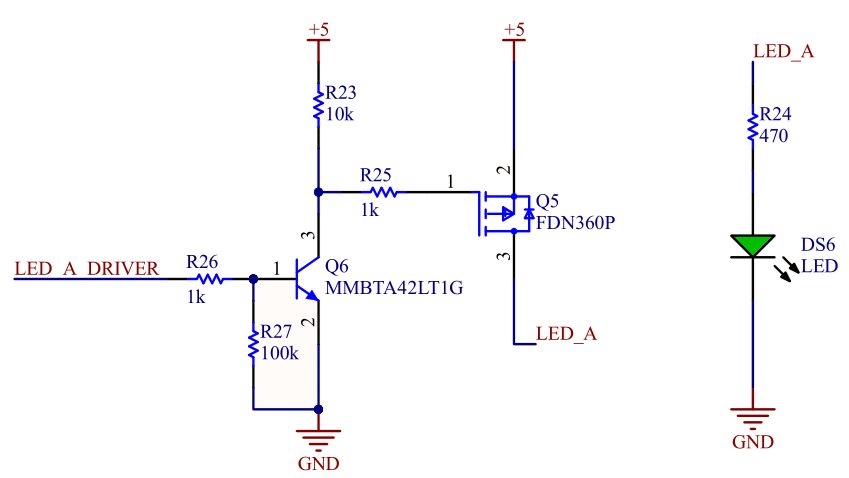 +5
+5
LED_A
R23
10k
R24
470
2
R25
1
1k
Q5
FDN360P
3
3
DS6
LED
LED_A_DRIVER
R26
1
1k
Q6
MMBTA42LT1G
2
R27
100k
LED_A
GND
GND